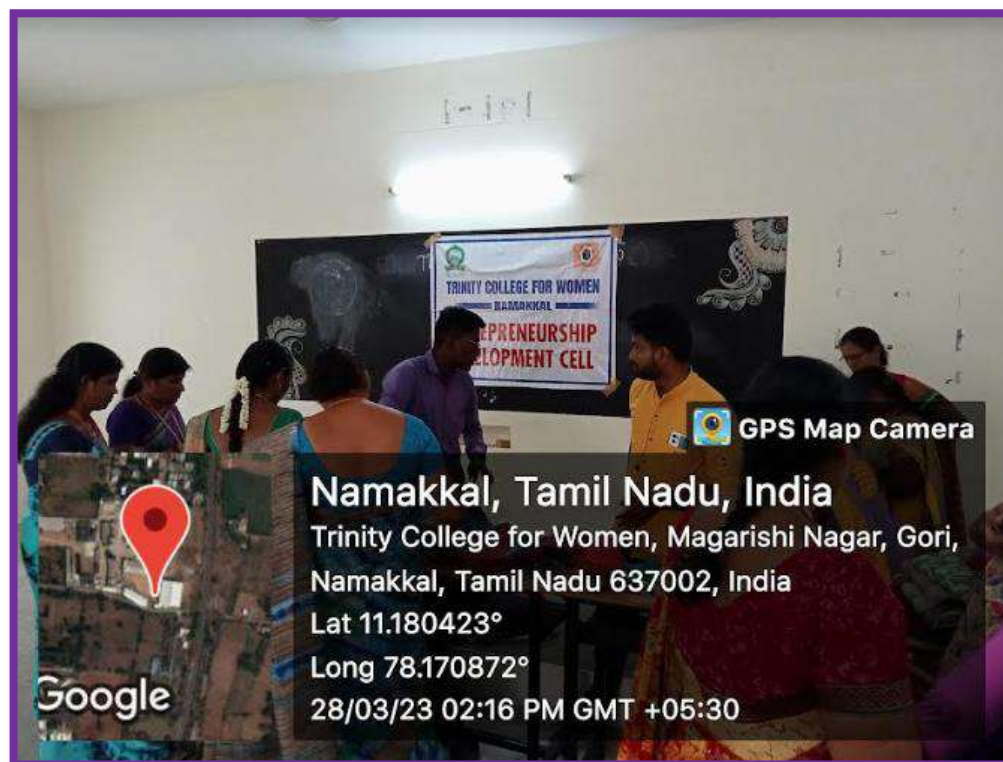 TRINITY COLLEGE FOR WOMEN
NAMAKKAL
EPRENEURSHIP
ELOPMENT CELL
GPS Map Camera
Namakkal, Tamil Nadu, India
Trinity College for Women, Magarishi Nagar, Gori,
Namakkal, Tamil Nadu 637002, India
Lat 11.180423°
Long 78.170872°
28/03/23 02:16 PM GMT +05:30
Google